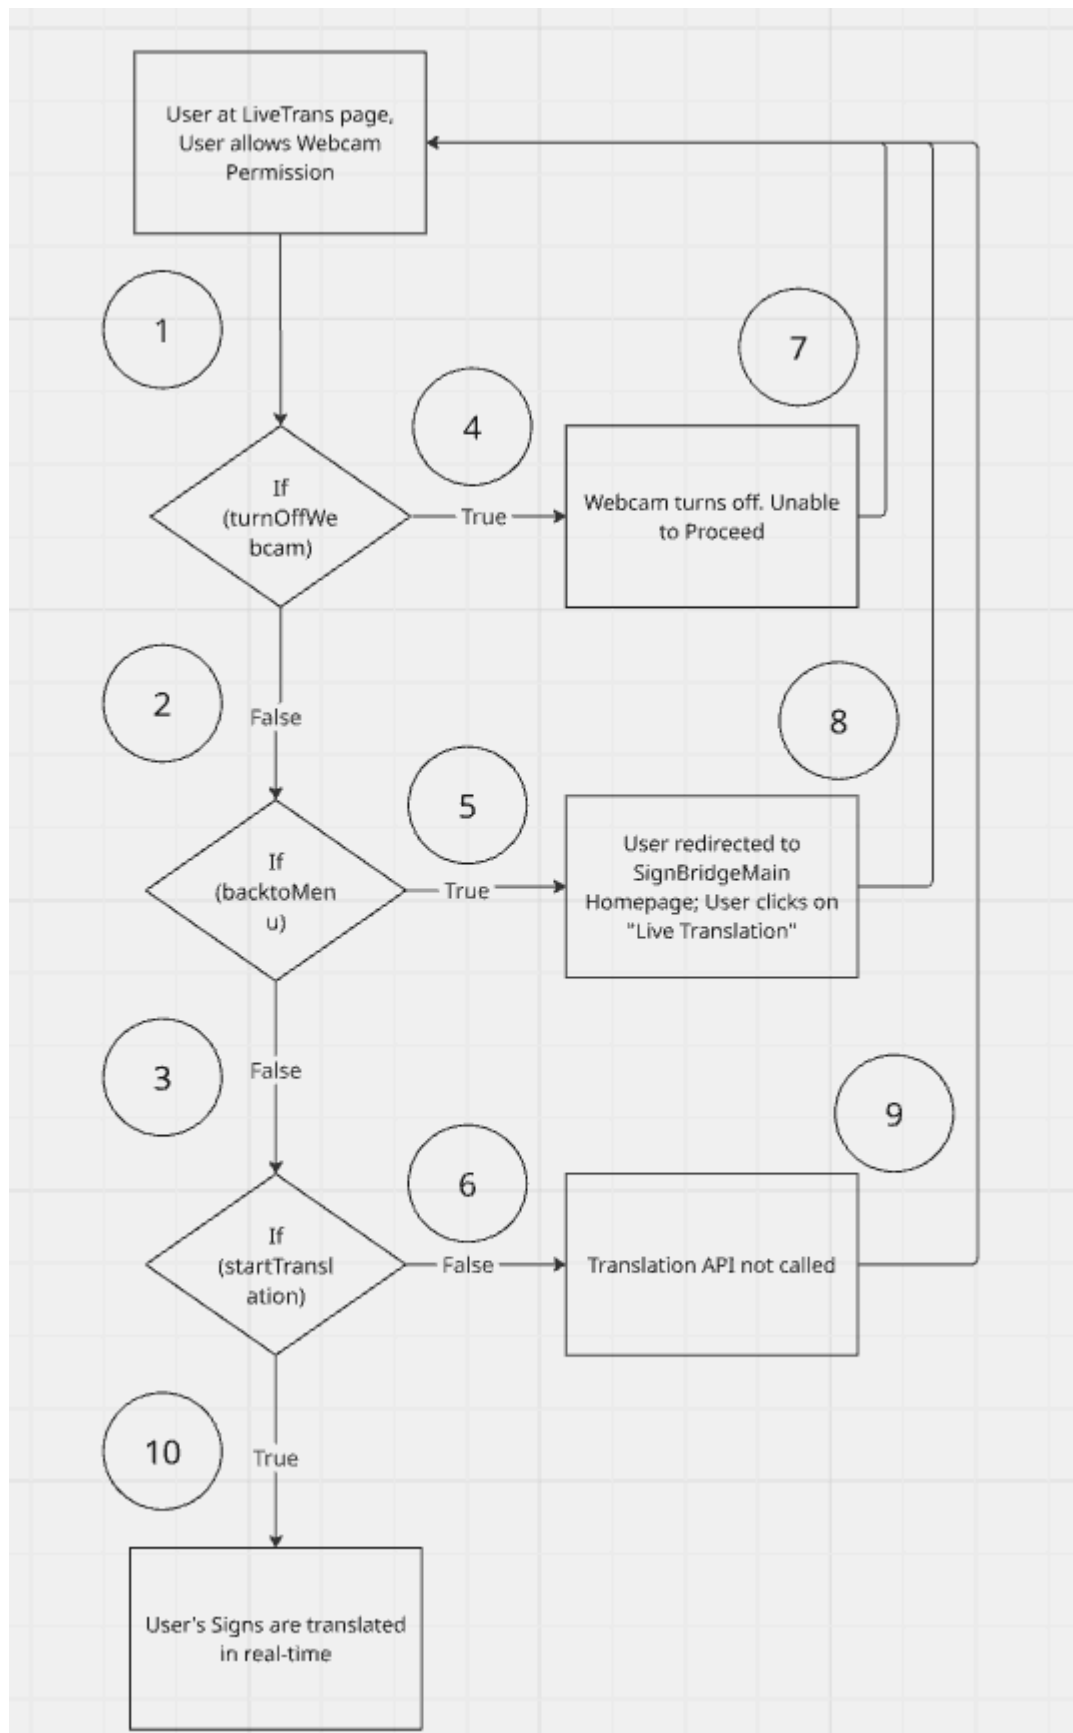 User at LiveTrans page,
User allows Webcam
Permission
1
7
4
If
(turnOffWe
bcam)
True
Webcam turns off. Unable
to Proceed
2
False
8
5
If
(backtoMen
u)
True
User redirected to
SignBridgeMain
Homepage; User clicks on
"Live Translation"
3
False
9
6
If
(startTransl
ation)
False
Translation API not called
10
True
User's Signs are translated
in real-time